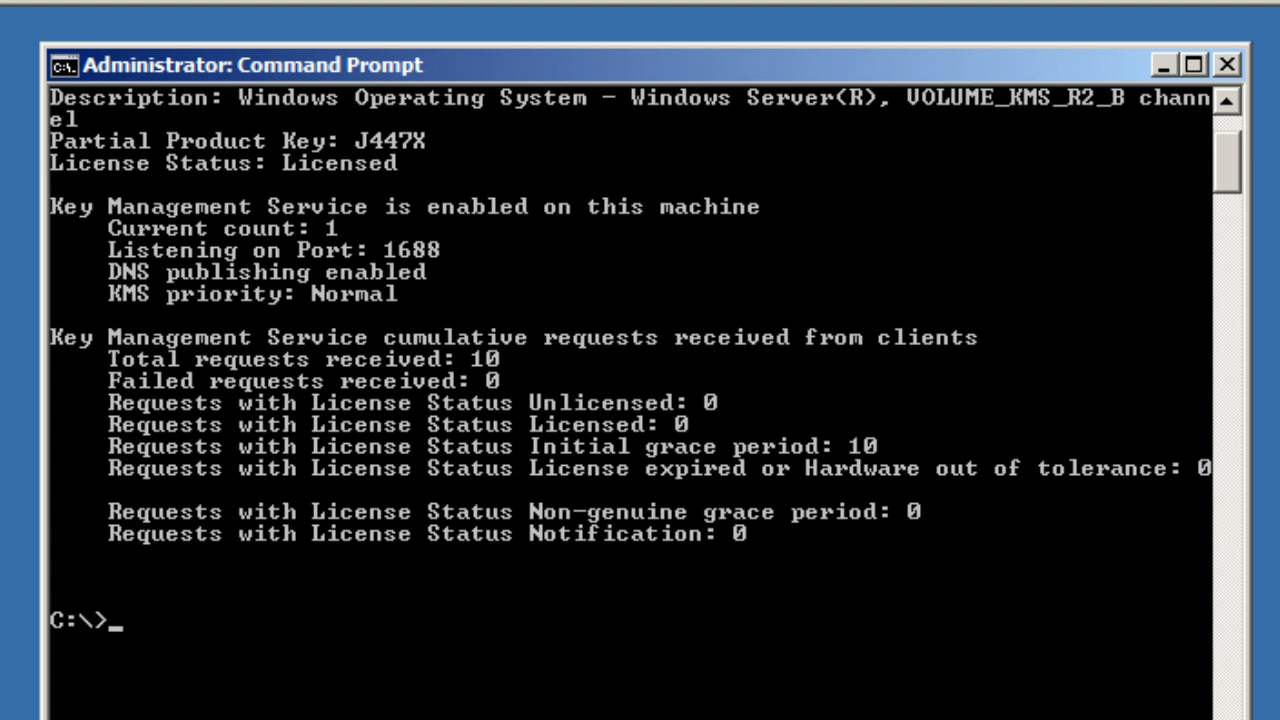 Administrator: Command Prompt
Description: Windows Operating System - Windows Server(R), VOLUME_KMS_R2_B chann
el
Partial Product Key: J447X
License Status: Licensed
Key Management Service is enabled on this machine
Current count: 1
Listening on Port: 1688
DNS publishing enabled
KMS priority: Normal
Key Management Service cumulative requests received from clients
Total requests received: 10
Failed requests received: 0
Requests with License Status Unlicensed: 0
Requests with License Status Licensed: 0
Requests with License Status Initial grace period: 10
Requests with License Status License expired or Hardware out of tolerance: 0
Requests with License Status Non-genuine grace period: 0
Requests with License Status Notification: 0
C:\>_